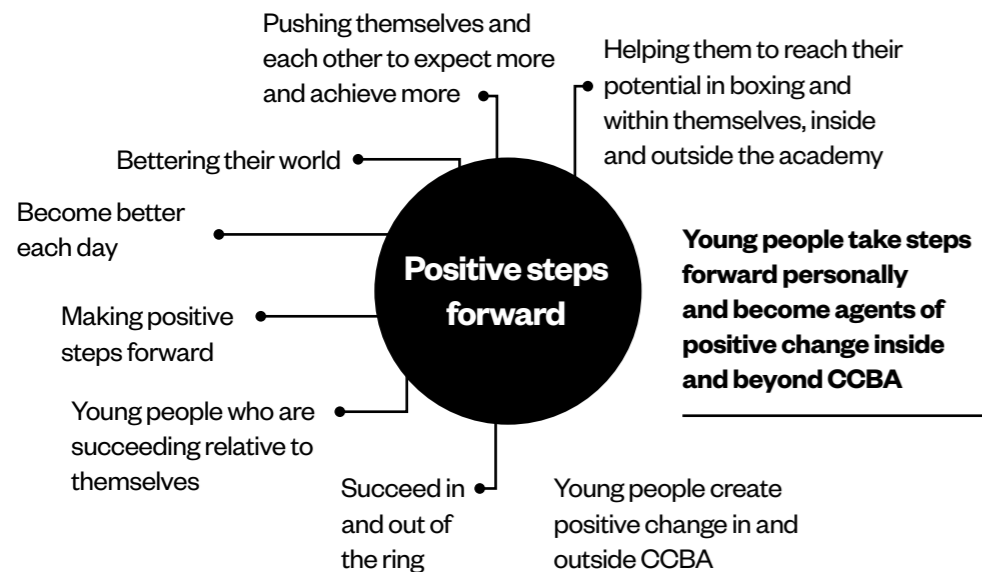 Pushing themselves and
each other to expect more
and achieve more
Helping them to reach their
potential in boxing and
within themselves, inside
and outside the academy
Bettering their world
Become better
each day
Positive steps
forward
Young people take steps
forward personally
and become agents of
positive change inside
and beyond CCBA
Making positive
steps forward
Young people who are
succeeding relative to
themselves
Succeed in
and out of
the ring
Young people create
positive change in and
outside CCBA